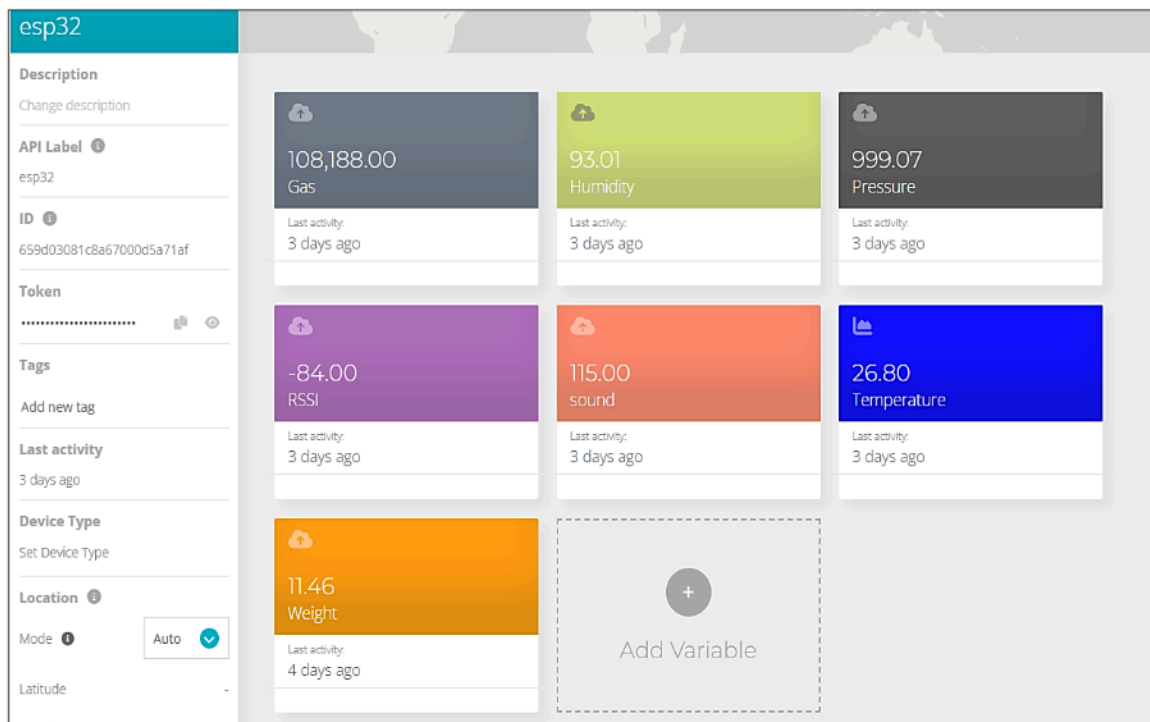 esp32
Description
Change description
API Label
esp32
ID
659d03081c8a67000d5a71af
Token
Tags
Add new tag
Last activity
3 days ago
Device Type
Set Device Type
Location
Mode
Auto
Latitude -
108,188.00
Gas
Last activity:
3 days ago
93.01
Humidity
Last activity:
3 days ago
999.07
Pressure
Last activity:
3 days ago
-84.00
RSSI
Last activity:
3 days ago
115.00
sound
Last activity:
3 days ago
26.80
Temperature
Last activity:
3 days ago
11.46
Weight
Last activity:
4 days ago
Add Variable